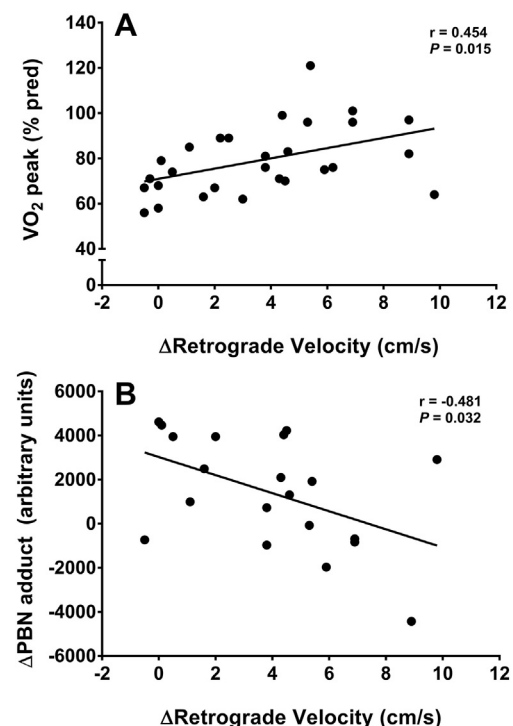 A
r = 0.454
P = 0.015
VO2 peak (% pred)
140
120
100
80
60
40
0
-2 0 2 4 6 8 10 12
ΔRetrograde Velocity (cm/s)
B
r = -0.481
P = 0.032
ΔPBN adduct (arbitrary units)
6000
4000
2000
0
-2000
-4000
-6000
-2 0 2 4 6 8 10 12
ΔRetrograde Velocity (cm/s)